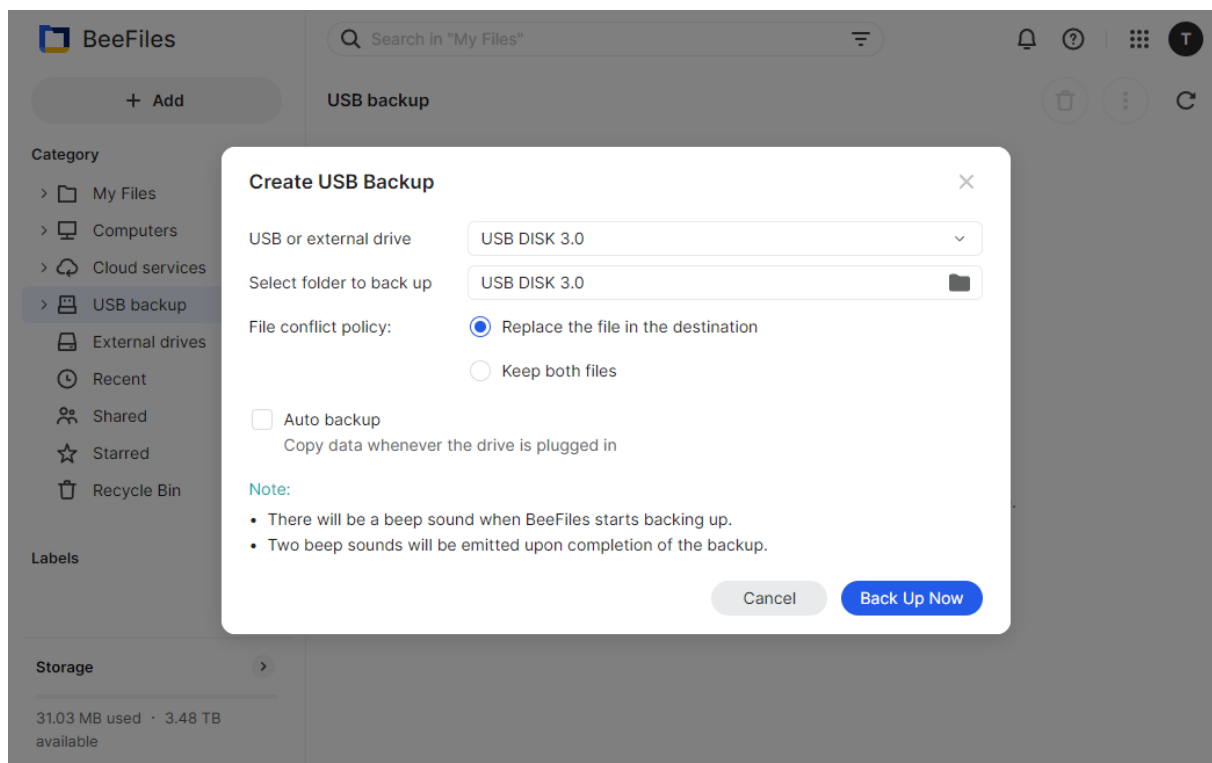 BeeFiles
Search in "My Files"
T
+ Add
USB backup
Category
My Files
Computers
Cloud services
USB backup
External drives
Recent
Shared
Starred
Recycle Bin
Labels
Storage
31.03 MB used · 3.48 TB
available
Create USB Backup
USB or external drive USB DISK 3.0
Select folder to back up USB DISK 3.0
File conflict policy: Replace the file in the destination
Keep both files
Auto backup
Copy data whenever the drive is plugged in
Note:
• There will be a beep sound when BeeFiles starts backing up.
• Two beep sounds will be emitted upon completion of the backup.
Cancel Back Up Now